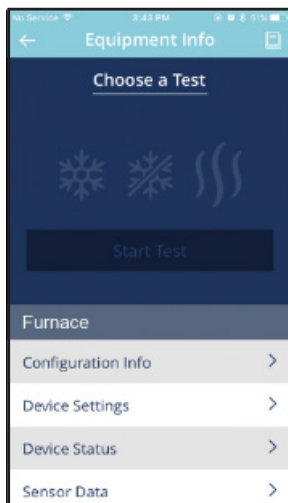 No Service 3:43 PM 61%
Equipment Info
Choose a Test
Start Test
Furnace
Configuration Info
Device Settings
Device Status
Sensor Data